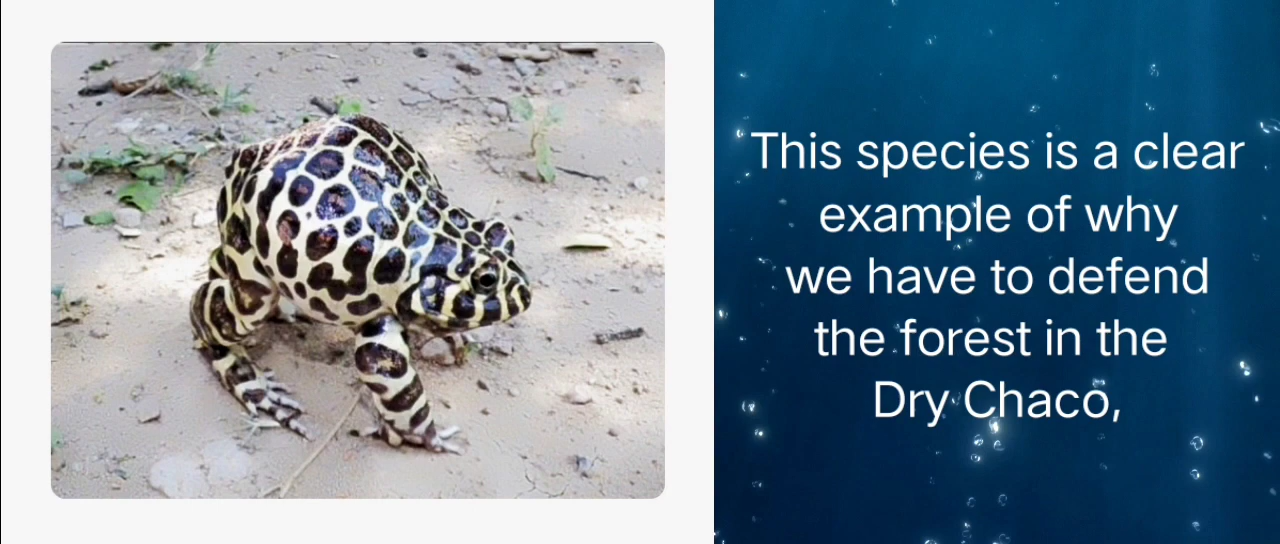 This species is a clear
example of why
we have to defend
the forest in the
Dry Chaco,